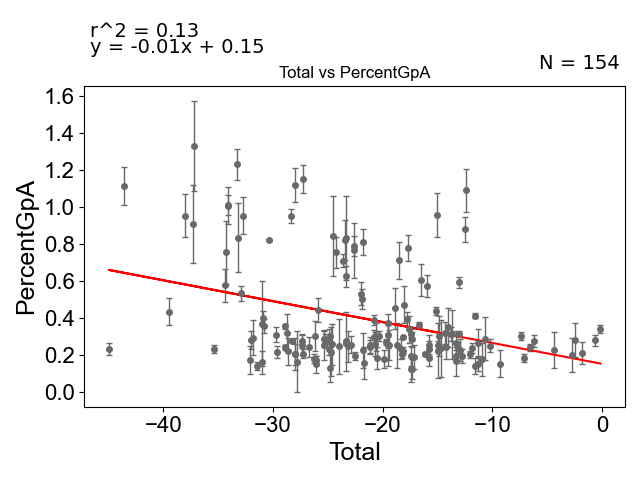 r^2 = 0.13
y = -0.01x + 0.15
N = 154
Total vs PercentGpA
PercentGpA
1.6
1.4
1.2
1.0
0.8
0.6
0.4
0.2
0.0
−40 −30 −20 −10 0
Total